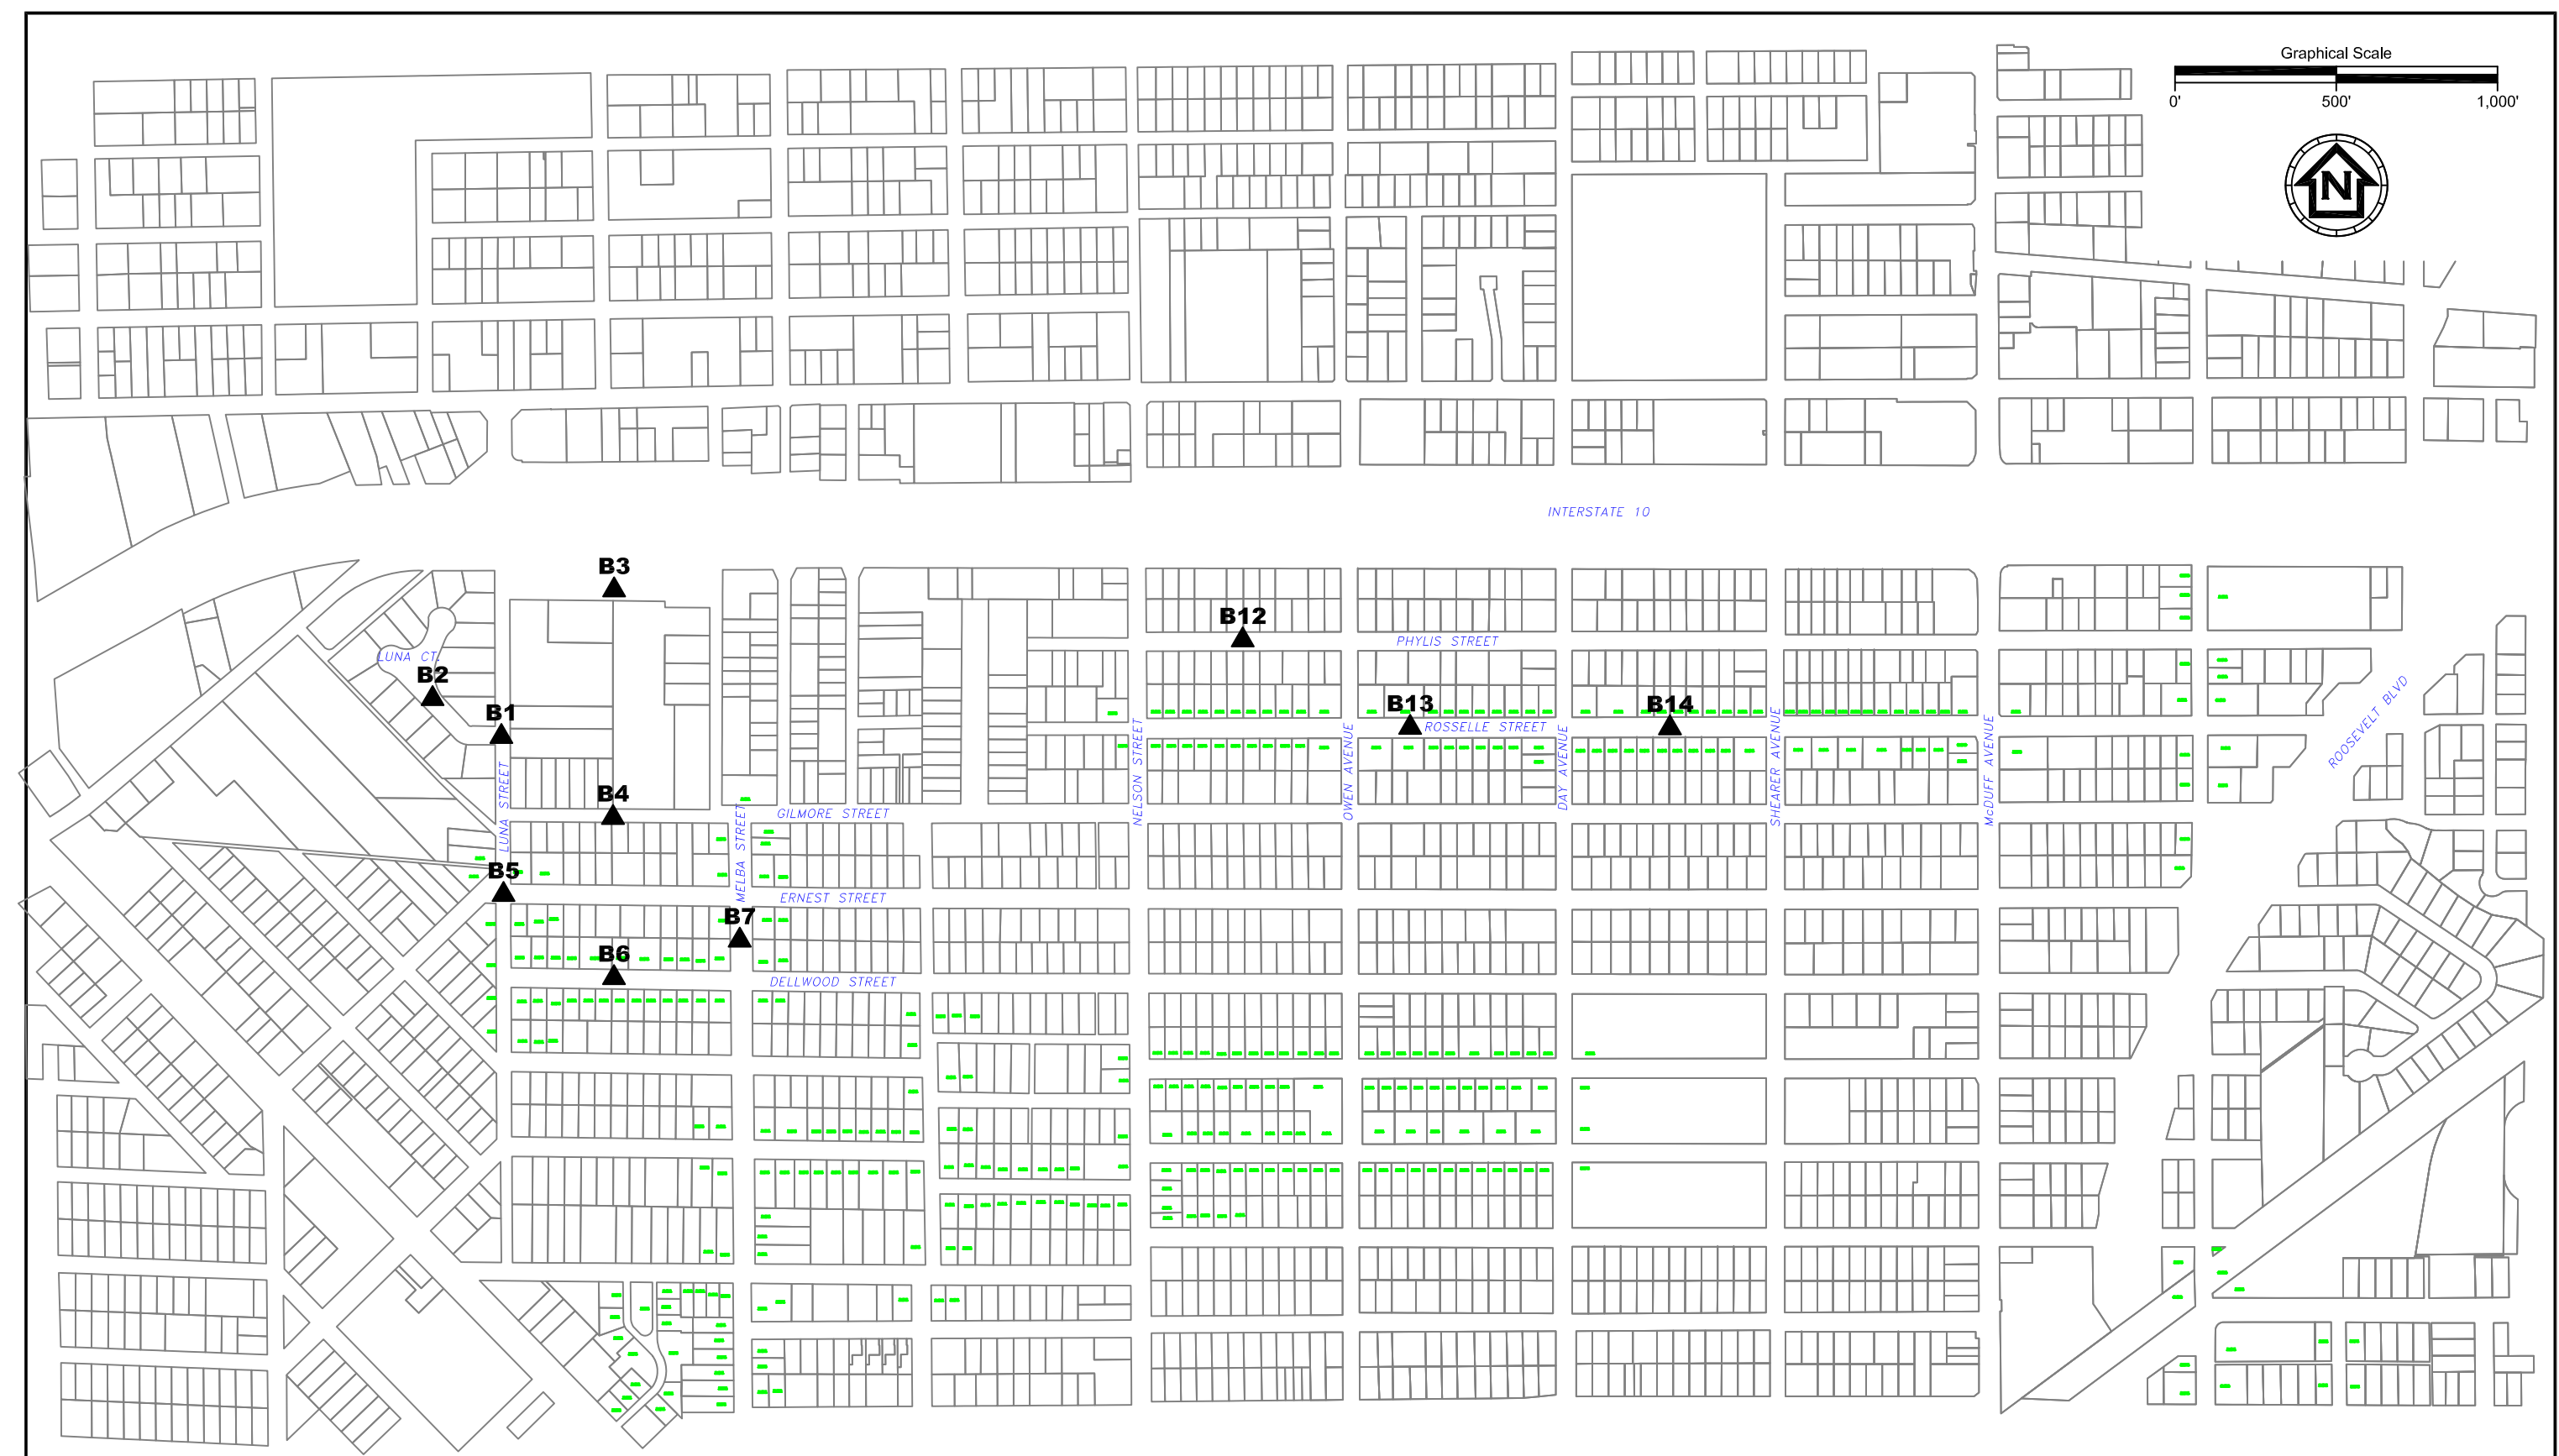 Graphical Scale
0' 500' 1,000'
N
INTERSTATE 10
B3
B12
PHYLIS STREET
LUNA CT.
B2
B1
B13
B14
ROSSELLE STREET
ROOSEVELT BLVD
LUNA STREET
NELSON STREET
OWEN AVENUE
DAY AVENUE
SHEARER AVENUE
McDUFF AVENUE
B4
GILMORE STREET
MELBA STREET
B5
ERNEST STREET
B7
B6
DELLWOOD STREET